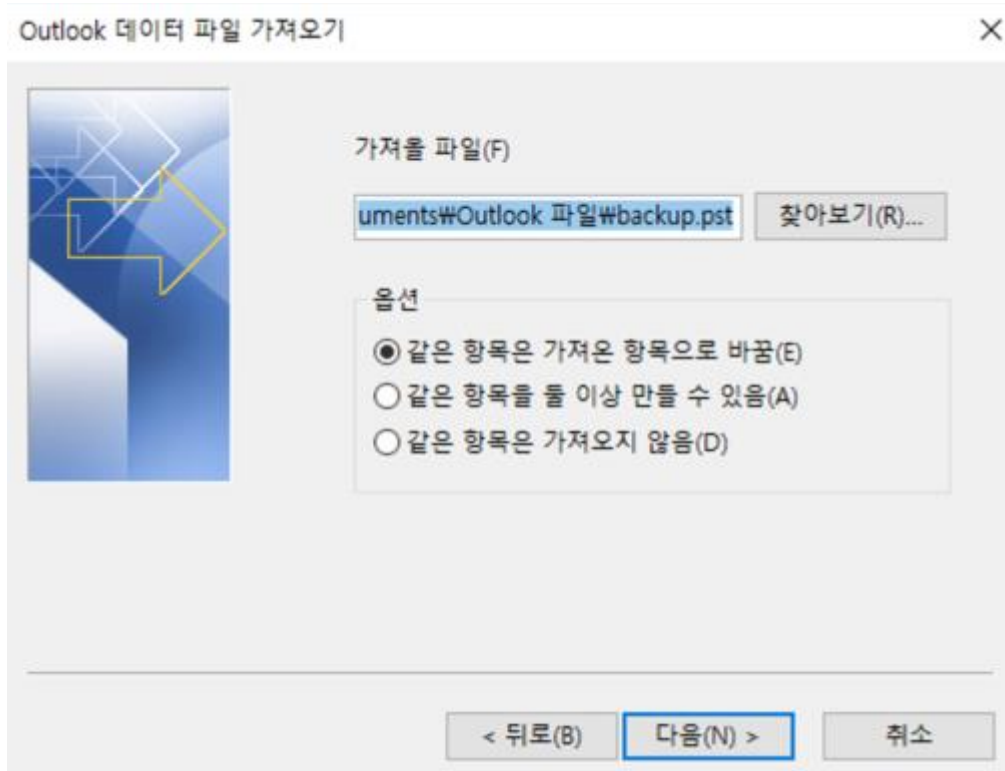 Outlook 데이터 파일 가져오기
가져올 파일(F)
uments₩Outlook 파일₩backup.pst
찾아보기(R)...
옵션
같은 항목은 가져온 항목으로 바꿈(E)
같은 항목을 둘 이상 만들 수 있음(A)
같은 항목은 가져오지 않음(D)
< 뒤로(B)
다음(N) >
취소